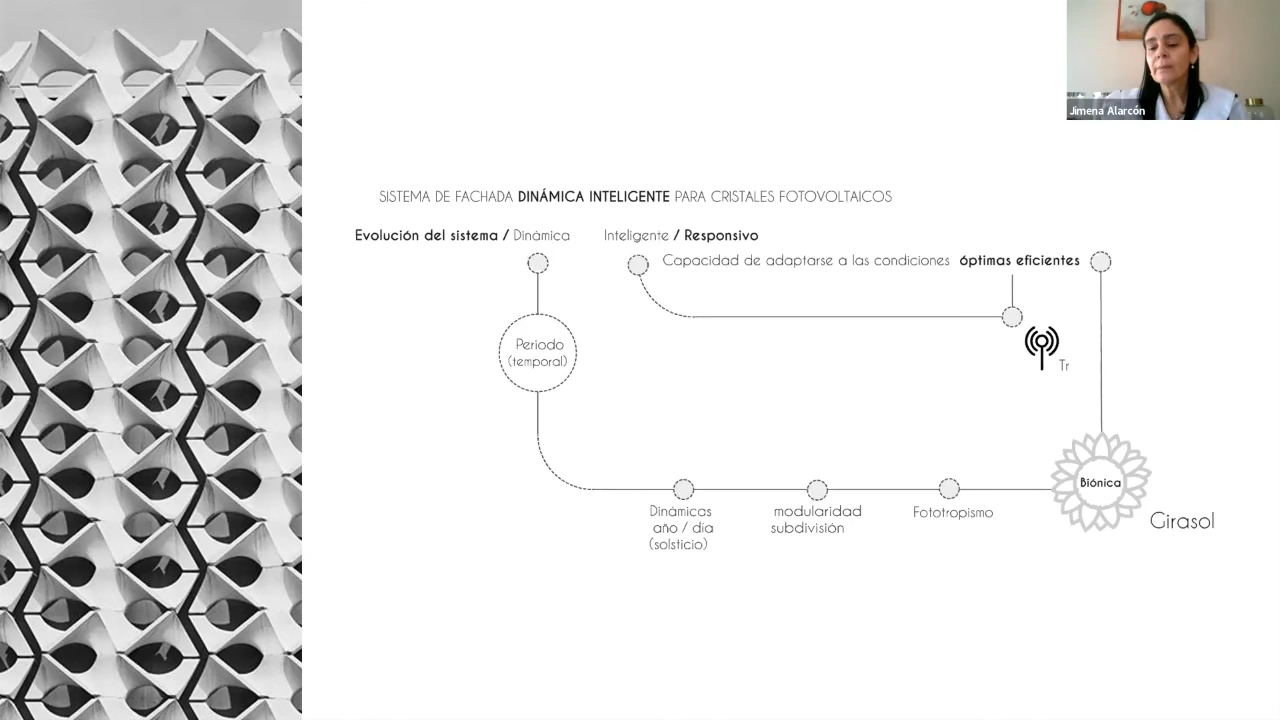 Jimena Alarcón
SISTEMA DE FACHADA DINÁMICA INTELIGENTE PARA CRISTALES FOTOVOLTAICOS
Evolución del sistema / Dinámica
Inteligente / Responsivo
Capacidad de adaptarse a las condiciones óptimas eficientes
Periodo
(temporal)
Tr
Biónica
Girasol
Dinámicas
año / dia
(solsticio)
modularidad
subdivisión
Fototropismo